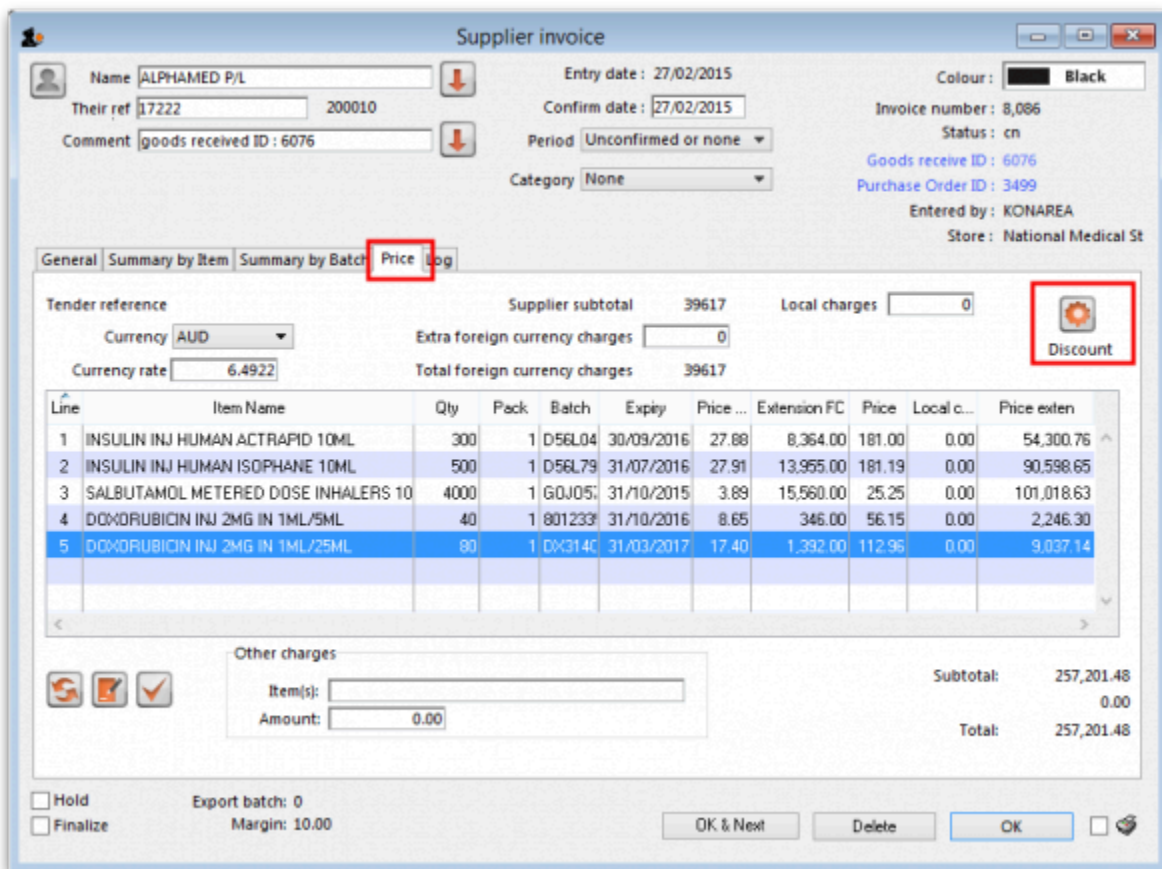 Supplier invoice
Name ALPHAMED P/L Entry date : 27/02/2015 Colour : Black
Their ref 17222 200010 Confirm date : 27/02/2015 Invoice number : 8,086
Comment goods received ID : 6076 Period Unconfirmed or none Status : cn
Goods receive ID : 6076
Category None Purchase Order ID : 3499
Entered by : KONAREA
Store : National Medical St
General Summary by Item Summary by Batch Price Log
Tender reference Supplier subtotal 39617 Local charges 0
Currency AUD Extra foreign currency charges 0 Discount
Currency rate 6.4922 Total foreign currency charges 39617
Line Item Name Qty Pack Batch Expiry Price ... Extension FC Price Local c... Price exten
1 INSULIN INJ HUMAN ACTRAPID 10ML 300 1 D56L04 30/09/2016 27.88 8,364.00 181.00 0.00 54,300.76
2 INSULIN INJ HUMAN ISOPHANE 10ML 500 1 D56L79 31/07/2016 27.91 13,955.00 181.19 0.00 90,598.65
3 SALBUTAMOL METERED DOSE INHALERS 10 4000 1 31/10/2015 3.89 15,560.00 25.25 0.00 101,018.63
4 DOXORUBICIN INJ 2MG IN 1ML/5ML 40 1 31/10/2016 8.65 346.00 56.15 0.00 2,246.30
5 DOXORUBICIN INJ 2MG IN 1ML/25ML 80 1 31/03/2017 17.40 1,392.00 112.96 0.00 9,037.14
Other charges
Item(s): Subtotal: 257,201.48
0.00
Amount: 0.00 Total: 257,201.48
Hold Export batch: 0
Finalize Margin: 10.00 OK & Next Delete OK